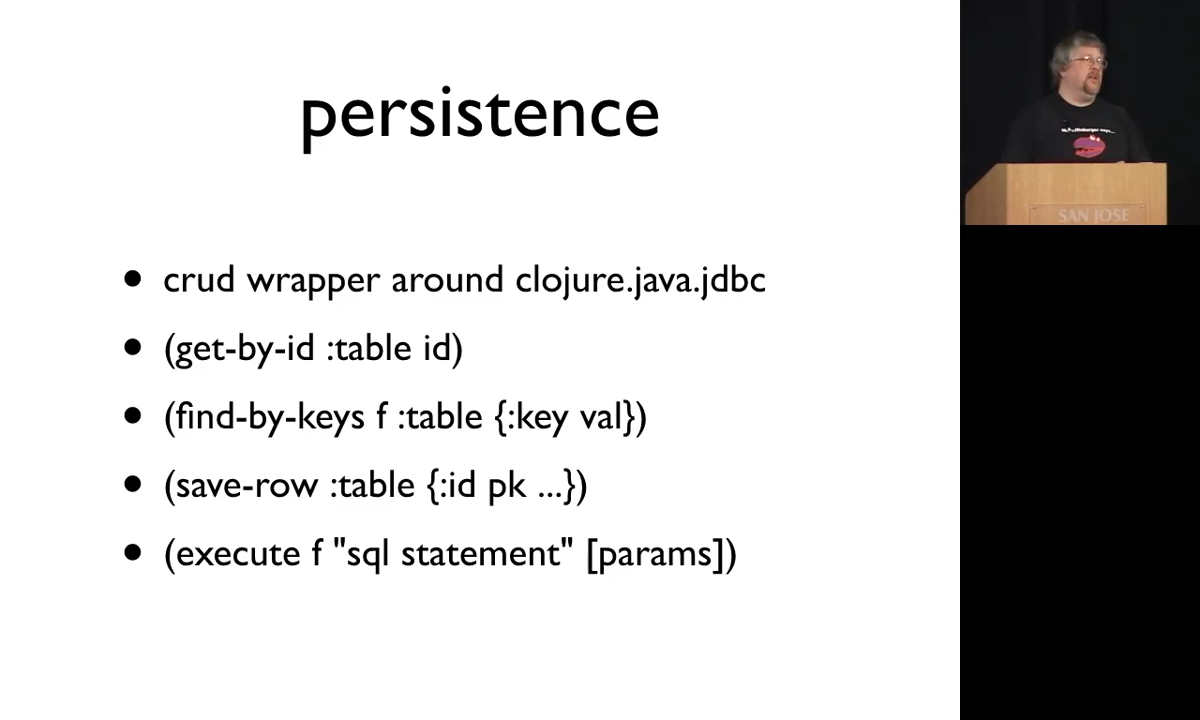 persistence
• crud wrapper around clojure.java.jdbc
• (get-by-id :table id)
• (find-by-keys f :table {:key val})
• (save-row :table {:id pk ...})
• (execute f "sql statement" [params])
SAN JOSE